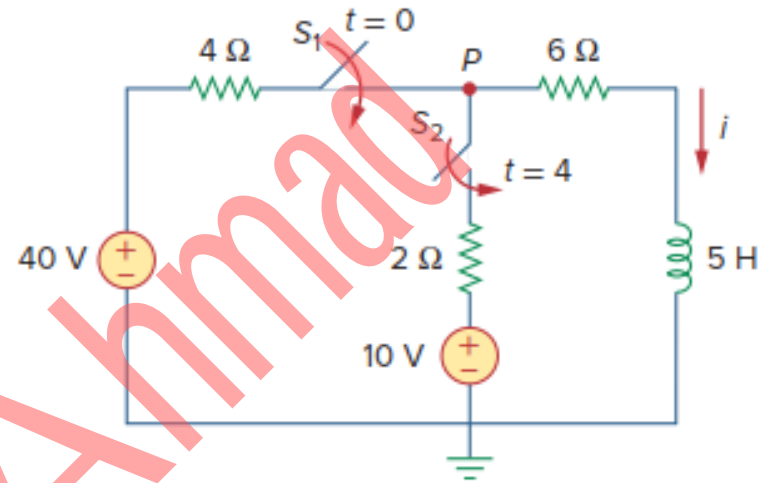 S₁ t = 0
4 Ω
P
6 Ω
S₂
t = 4
i
40 V
2 Ω
5 H
10 V
Ahmad